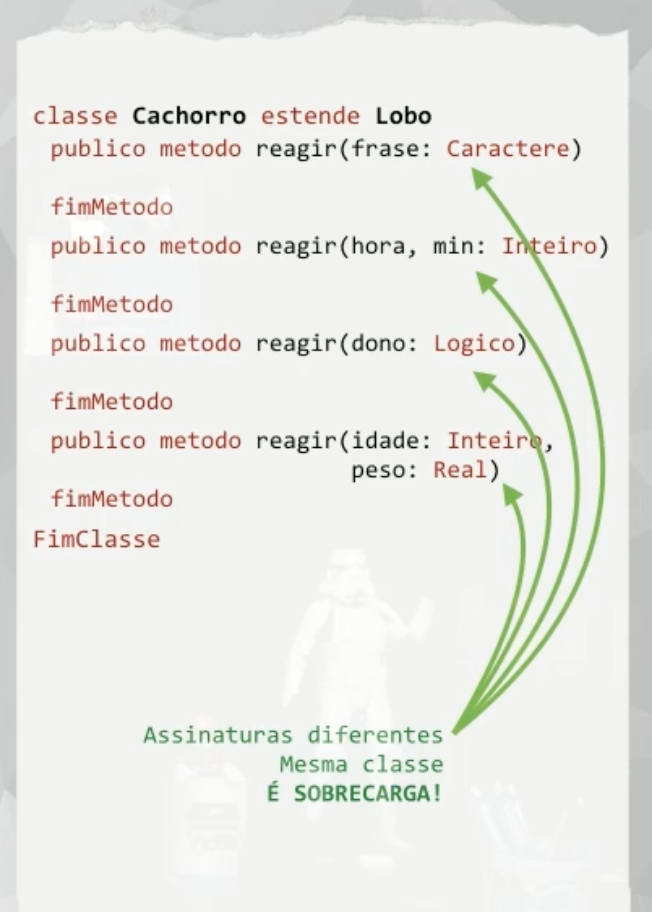 classe Cachorro estende Lobo
publico metodo reagir(frase: Caractere)
fimMetodo
publico metodo reagir(hora, min: Inteiro)
fimMetodo
publico metodo reagir(dono: Logico)
fimMetodo
publico metodo reagir(idade: Inteiro,
peso: Real)
fimMetodo
FimClasse
Assinaturas diferentes
Mesma classe
É SOBRECARGA!